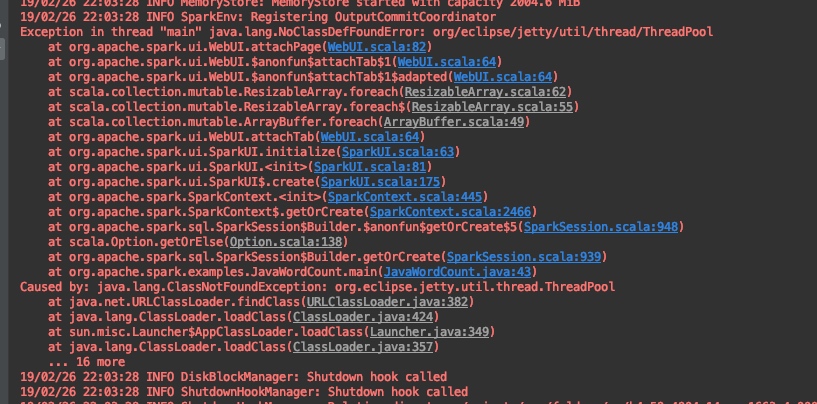 19/02/26 22:03:28 INFO MemoryStore: MemoryStore started with capacity 2004.6 MiB
19/02/26 22:03:28 INFO SparkEnv: Registering OutputCommitCoordinator
Exception in thread "main" java.lang.NoClassDefFoundError: org/eclipse/jetty/util/thread/ThreadPool
at org.apache.spark.ui.WebUI.attachPage(WebUI.scala:82)
at org.apache.spark.ui.WebUI.$anonfun$attachTab$1(WebUI.scala:64)
at org.apache.spark.ui.WebUI.$anonfun$attachTab$1$adapted(WebUI.scala:64)
at scala.collection.mutable.ResizableArray.foreach(ResizableArray.scala:62)
at scala.collection.mutable.ResizableArray.foreach$(ResizableArray.scala:55)
at scala.collection.mutable.ArrayBuffer.foreach(ArrayBuffer.scala:49)
at org.apache.spark.ui.WebUI.attachTab(WebUI.scala:64)
at org.apache.spark.ui.SparkUI.initialize(SparkUI.scala:63)
at org.apache.spark.ui.SparkUI.<init>(SparkUI.scala:81)
at org.apache.spark.ui.SparkUI$.create(SparkUI.scala:175)
at org.apache.spark.SparkContext.<init>(SparkContext.scala:445)
at org.apache.spark.SparkContext$.getOrCreate(SparkContext.scala:2466)
at org.apache.spark.sql.SparkSession$Builder.$anonfun$getOrCreate$5(SparkSession.scala:948)
at scala.Option.getOrElse(Option.scala:138)
at org.apache.spark.sql.SparkSession$Builder.getOrCreate(SparkSession.scala:939)
at org.apache.spark.examples.JavaWordCount.main(JavaWordCount.java:43)
Caused by: java.lang.ClassNotFoundException: org.eclipse.jetty.util.thread.ThreadPool
at java.net.URLClassLoader.findClass(URLClassLoader.java:382)
at java.lang.ClassLoader.loadClass(ClassLoader.java:424)
at sun.misc.Launcher$AppClassLoader.loadClass(Launcher.java:349)
at java.lang.ClassLoader.loadClass(ClassLoader.java:357)
... 16 more
19/02/26 22:03:28 INFO DiskBlockManager: Shutdown hook called
19/02/26 22:03:28 INFO ShutdownHookManager: Shutdown hook called